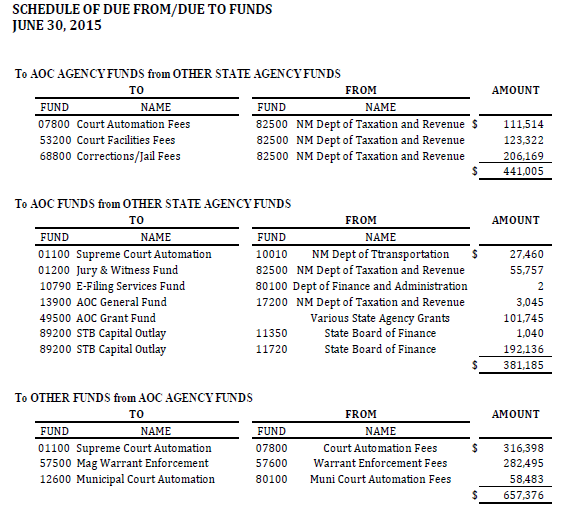 SCHEDULE OF DUE FROM/DUE TO FUNDS
JUNE 30, 2015
To AOC AGENCY FUNDS from OTHER STATE AGENCY FUNDS
TO FROM AMOUNT
FUND NAME FUND NAME
07800 Court Automation Fees 82500 NM Dept of Taxation and Revenue $ 111,514
53200 Court Facilities Fees 82500 NM Dept of Taxation and Revenue 123,322
68800 Corrections/Jail Fees 82500 NM Dept of Taxation and Revenue 206,169
$ 441,005
To AOC FUNDS from OTHER STATE AGENCY FUNDS
TO FROM AMOUNT
FUND NAME FUND NAME
01100 Supreme Court Automation 10010 NM Dept of Ttransportation $ 27,460
01200 Jury & Witness Fund 82500 NM Dept of Taxation and Revenue 55,757
10790 E-Filing Services Fund 80100 Dept of Finance and Administration 2
13900 AOC General Fund 17200 NM Dept of Taxation and Revenue 3,045
49500 AOC Grant Fund Various State Agency Grants 101,745
89200 STB Capital Outlay 11350 State Board of Finance 1,040
89200 STB Capital Outlay 11720 State Board of Finance 192,136
$ 381,185
To OTHER FUNDS from AOC AGENCY FUNDS
TO FROM AMOUNT
FUND NAME FUND NAME
01100 Supreme Court Automation 07800 Court Automation Fees $ 316,398
57500 Mag Warrant Enforcement 57600 Warrant Enforcement Fees 282,495
12600 Municipal Court Automation 80100 Muni Court Automation Fees 58,483
$ 657,376